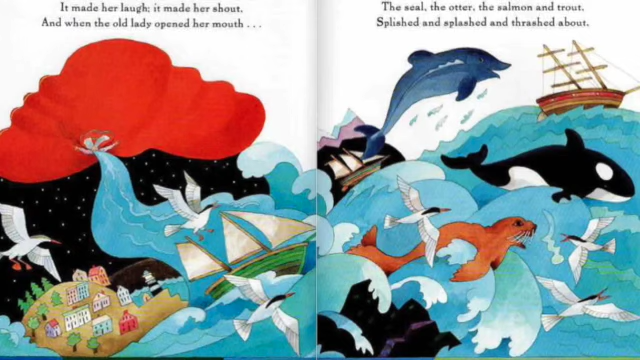 It made her laugh; it made her shout.
And when the old lady opened her mouth . . .
The seal, the otter, the salmon and trout.
Splished and splashed and thrashed about.